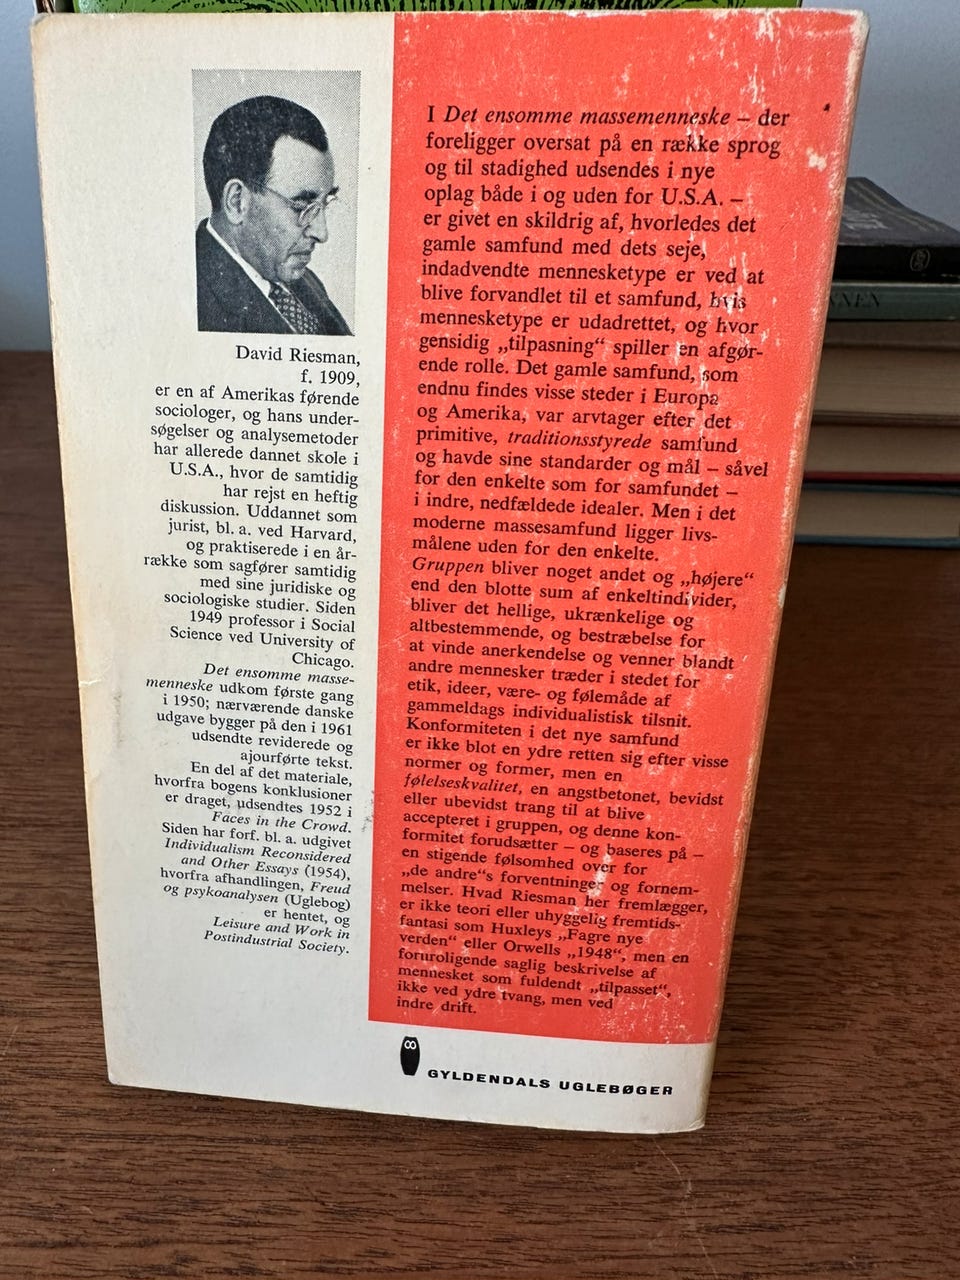 David Riesman,
f. 1909,
er en af Amerikas førende
sociologer, og hans under-
søgelser og analysemetoder
har allerede dannet skole i
U.S.A., hvor de samtidig
har rejst en heftig
diskussion. Uddannet som
jurist, bl. a. ved Harvard,
og praktiserede i en år-
række som sagfører samtidig
med sine juridiske og
sociologiske studier. Siden
1949 professor i Social
Science ved University of
Chicago.
Det ensomme masse-
menneske udkom første gang
i 1950; nærværende danske
udgave bygger på den i 1961
udsendte reviderede og
ajourførte tekst.
En del af det materiale,
hvorfra bogens konklusioner
er draget, udsendtes 1952 i
Faces in the Crowd.
Siden har forf. bl. a. udgivet
Individualism Reconsidered
and Other Essays (1954),
hvorfra afhandlingen, Freud
og psykoanalysen (Uglebog)
er hentet, og
Leisure and Work in
Postindustrial Society.
I Det ensomme massemenneske – der
foreligger oversat på en række sprog
og til stadighed udsendes i nye
oplag både i og uden for U.S.A. –
er givet en skildrig af, hvorledes det
gamle samfund med dets seje,
indadvendte mennesketype er ved at
blive forvandlet til et samfund, hvis
mennesketype er udadrettet, og hvor
gensidig „tilpasning“ spiller en afgør-
ende rolle. Det gamle samfund, som
endnu findes visse steder i Europa
og Amerika, var arvtager efter det
primitive, traditionsstyrede samfund
og havde sine standarder og mål – såvel
for den enkelte som for samfundet –
i indre, nedfældede idealer. Men i det
moderne massesamfund ligger livs-
målene uden for den enkelte.
Gruppen bliver noget andet og „højere“
end den blotte sum af enkeltindivider,
bliver det hellige, ukrænkelige og
altbestemmende, og bestræbelse for
at vinde anerkendelse og venner blandt
andre mennesker træder i stedet for
etik, ideer, være- og følemåde af
gammeldags individualistisk tilsnit.
Konformiteten i det nye samfund
er ikke blot en ydre retten sig efter visse
normer og former, men en
følelseskvalitet, en angstbetonet, bevidst
eller ubevidst trang til at blive
accepteret i gruppen, og denne kon-
formitet forudsætter – og baseres på –
en stigende følsomhed over for
„de andre“s forventninger og fornem-
melser. Hvad Riesman her fremlægger,
er ikke teori eller uhyggelig fremtids-
fantasi som Huxleys „Fagre nye
verden“ eller Orwells „1948“, men en
foruroligende saglig beskrivelse af
mennesket som fuldendt „tilpasset“,
ikke ved ydre tvang, men ved
indre drift.
GYLDENDALS UGLEBØGER